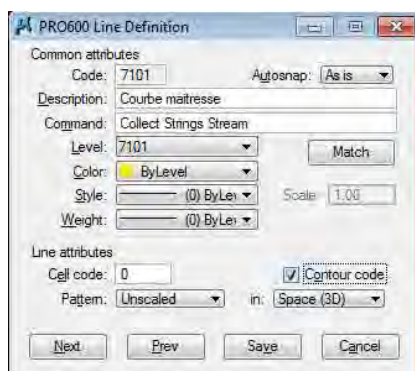 PRO600 Line Definition
Common attributes
Code: 7101 Autosnap: As is
Description: Courbe maitresse
Command: Collect Strings Stream
Level: 7101 Match
Color: ByLevel
Style: (0) ByLev Scale 1.00
Weight: (0) ByLev
Line attributes
Cell code: 0 Contour code
Pattern: Unscaled in: Space (3D)
Next Prev Save Cancel